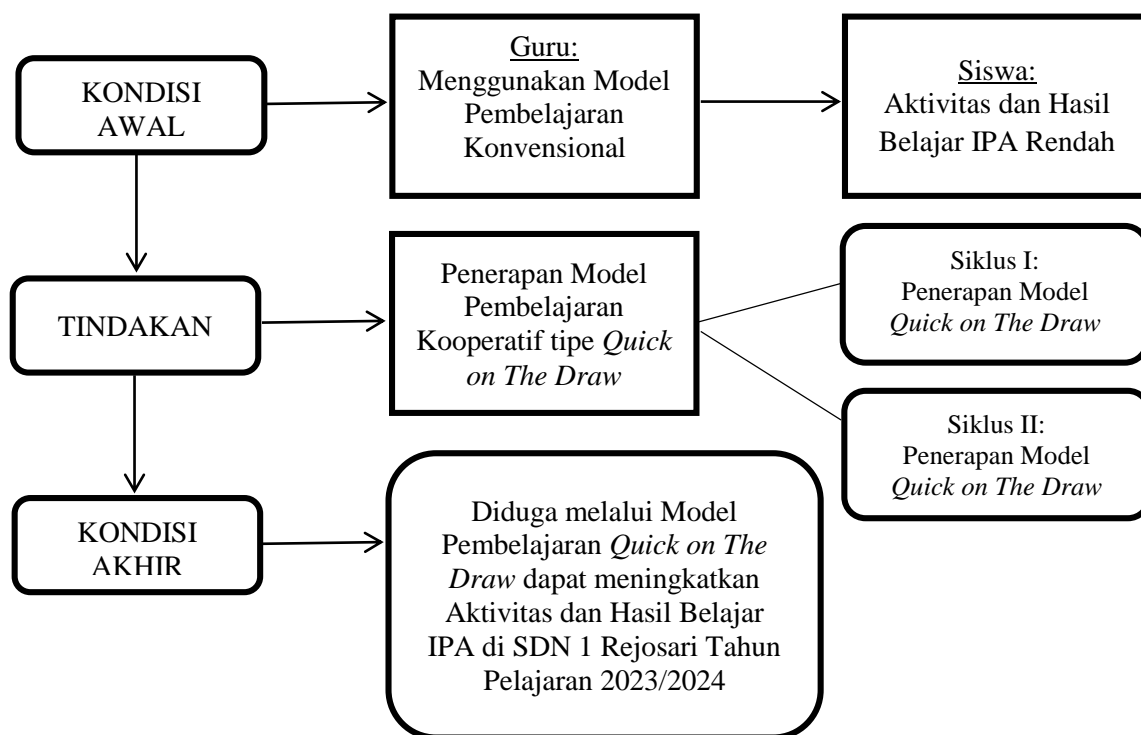 KONDISI
AWAL
Guru:
Menggunakan Model
Pembelajaran
Konvensional
Siswa:
Aktivitas dan Hasil
Belajar IPA Rendah
TINDAKAN
Penerapan Model
Pembelajaran
Kooperatif tipe Quick
on The Draw
Siklus I:
Penerapan Model
Quick on The Draw
Siklus II:
Penerapan Model
Quick on The Draw
KONDISI
AKHIR
Diduga melalui Model
Pembelajaran Quick on The
Draw dapat meningkatkan
Aktivitas dan Hasil Belajar
IPA di SDN 1 Rejosari Tahun
Pelajaran 2023/2024